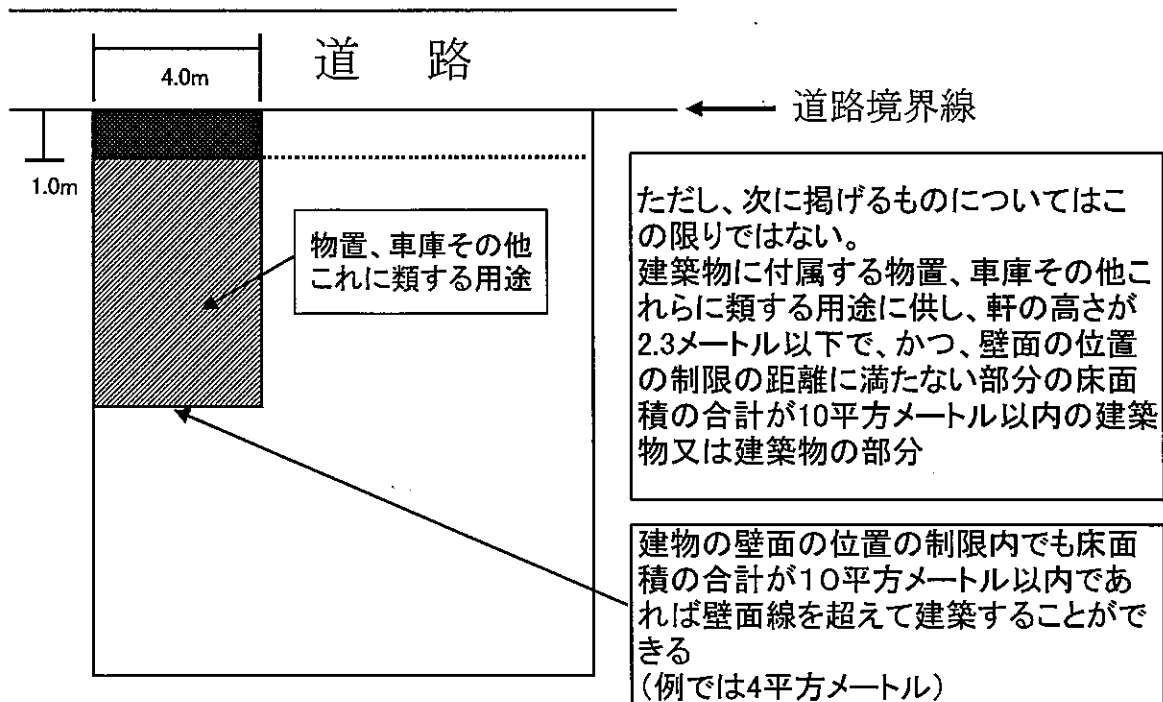 道 路
4.0m
道路境界線
1.0m
物置、車庫その他
これに類する用途
ただし、次に掲げるものについてはこ
の限りではない。
建築物に付属する物置、車庫その他こ
れらに類する用途に供し、軒の高さが
2.3メートル以下で、かつ、壁面の位置
の制限の距離に満たない部分の床面
積の合計が10平方メートル以内の建築
物又は建築物の部分
建物の壁面の位置の制限内でも床面
積の合計が10平方メートル以内であ
れば壁面線を超えて建築することがで
きる
(例では4平方メートル)